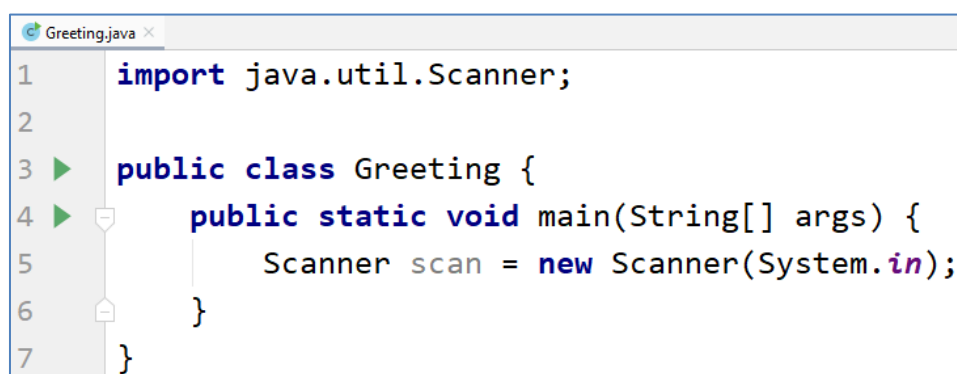 Greeting.java
1 import java.util.Scanner;
2
3 public class Greeting {
4 public static void main(String[] args) {
5 Scanner scan = new Scanner(System.in);
6 }
7 }